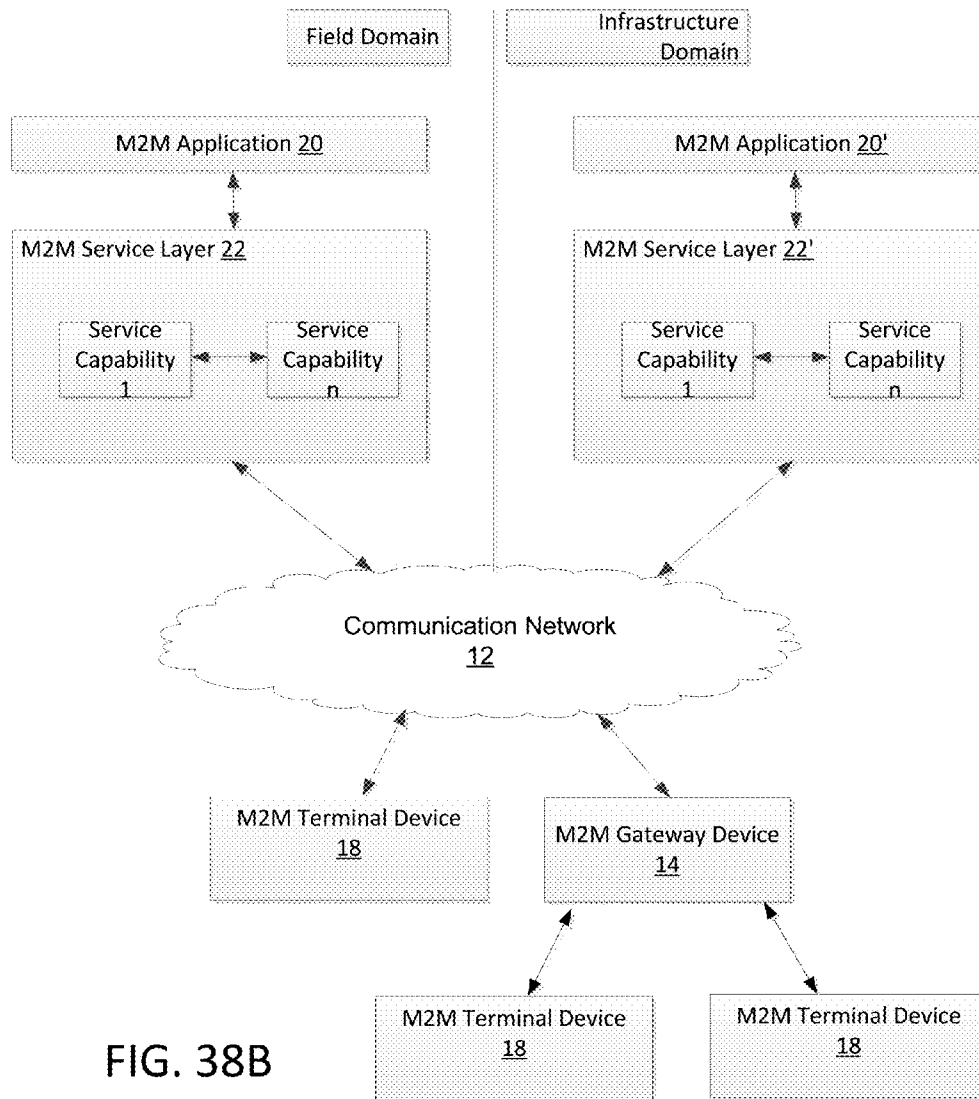 Field Domain
Infrastructure
Domain
M2M Application 20
M2M Application 20'
M2M Service Layer 22
Service
Capability
1
Service
Capability
n
M2M Service Layer 22'
Service
Capability
1
Service
Capability
n
Communication Network
12
M2M Terminal Device
18
M2M Gateway Device
14
M2M Terminal Device
18
M2M Terminal Device
18
FIG. 38B